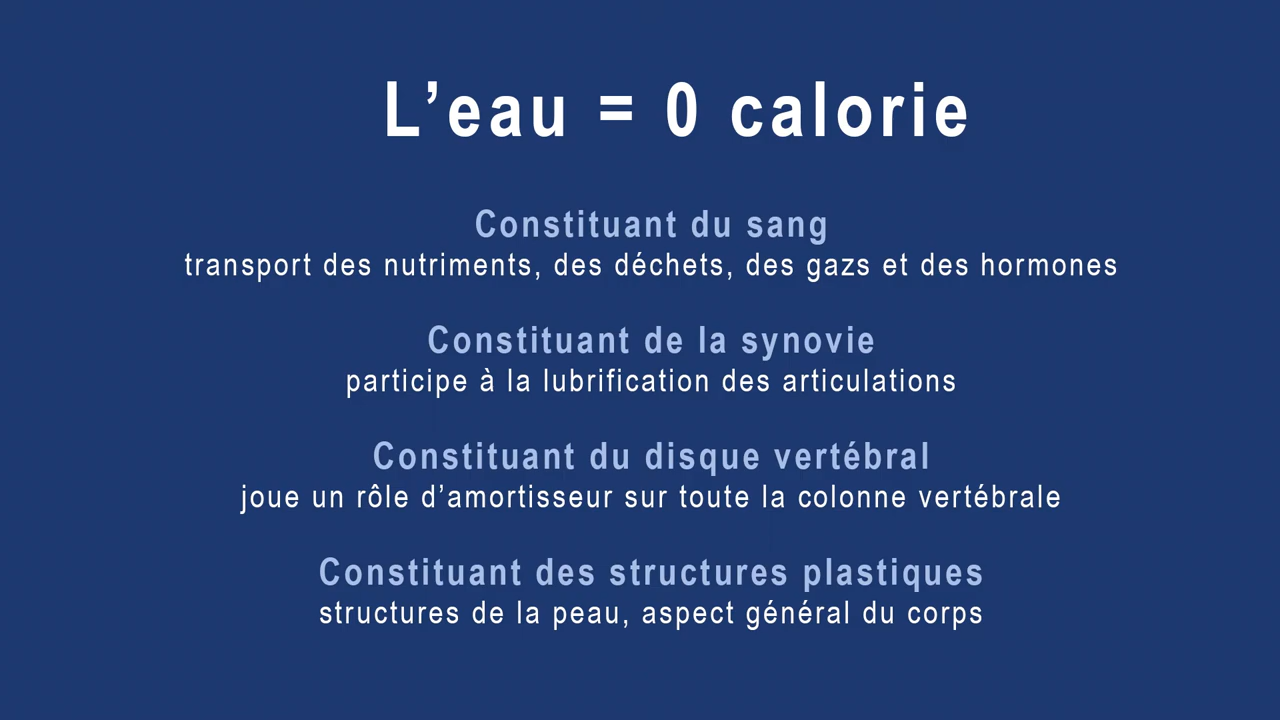 L’eau = 0 calorie
Constituant du sang
transport des nutriments, des déchets, des gazs et des hormones
Constituant de la synovie
participe à la lubrification des articulations
Constituant du disque vertébral
joue un rôle d’amortisseur sur toute la colonne vertébrale
Constituant des structures plastiques
structures de la peau, aspect général du corps